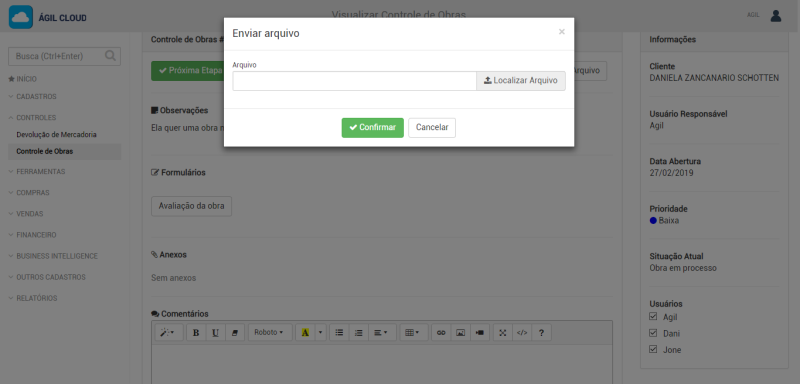 ÁGIL CLOUD
Visualizar Controle de Obras
AGIL
Busca (Ctrl+Enter)
INÍCIO
CADASTROS
CONTROLES
Devolução de Mercadoria
Controle de Obras
FERRAMENTAS
COMPRAS
VENDAS
FINANCEIRO
BUSINESS INTELLIGENCE
OUTROS CADASTROS
RELATÓRIOS
Enviar arquivo
×
Arquivo
Localizar Arquivo
Confirmar
Cancelar
Controle de Obras #
Próxima Etapa
Arquivo
Observações
Ela quer uma obra
Formulários
Avaliação da obra
Anexos
Sem anexos
Comentários
B U Roboto A </> ?
Informações
Cliente
DANIELA ZANCANARIO SCHOTTEN
Usuário Responsável
Agil
Data Abertura
27/02/2019
Prioridade
Baixa
Situação Atual
Obra em processo
Usuários
Agil
Dani
Jone